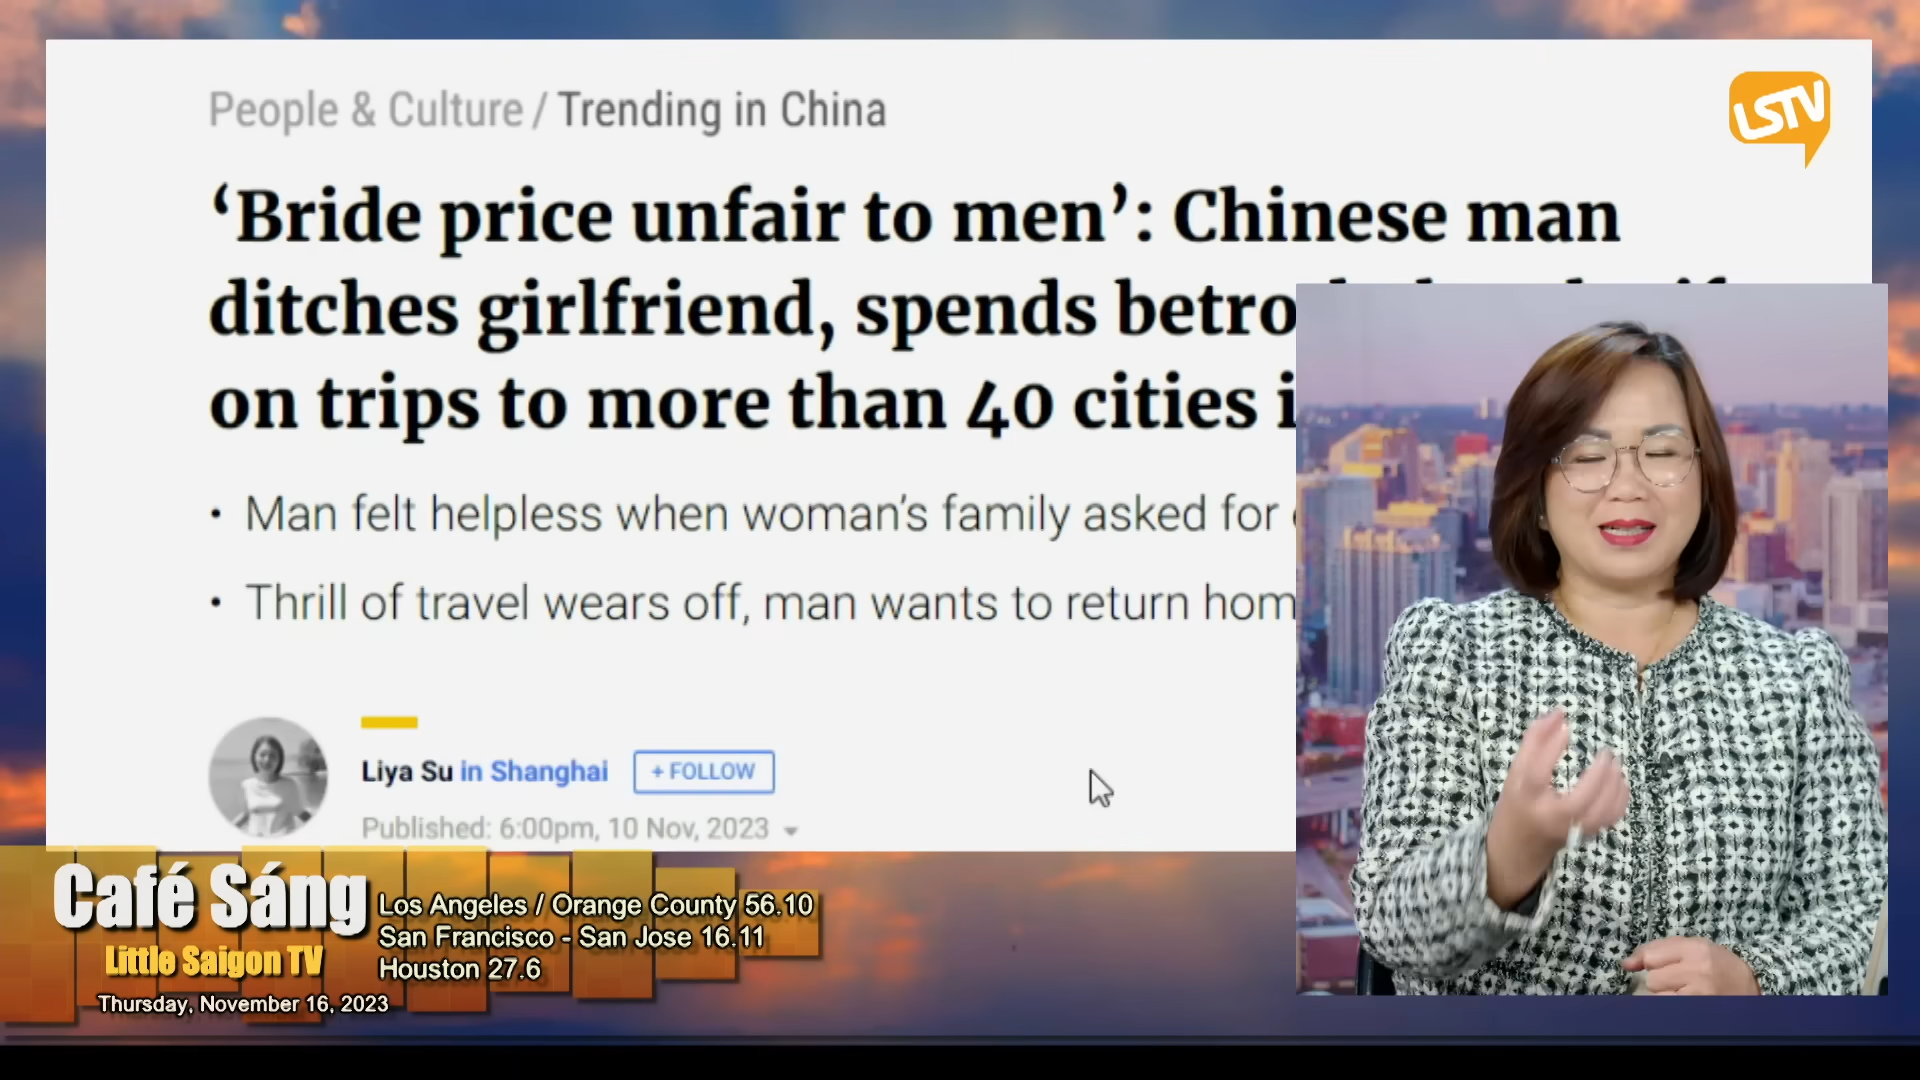 People & Culture / Trending in China
LSTV
‘Bride price unfair to men’: Chinese man
ditches girlfriend, spends
on trips to more than 40 cities
• Man felt helpless when woman’s family asked for
• Thrill of travel wears off, man wants to return
Liya Su in Shanghai
+ FOLLOW
Published: 6:00pm, 10 Nov, 2023
Café Sáng
Little Saigon TV
Thursday, November 16, 2023
Los Angeles / Orange County 56.10
San Francisco - San Jose 16.11
Houston 27.6